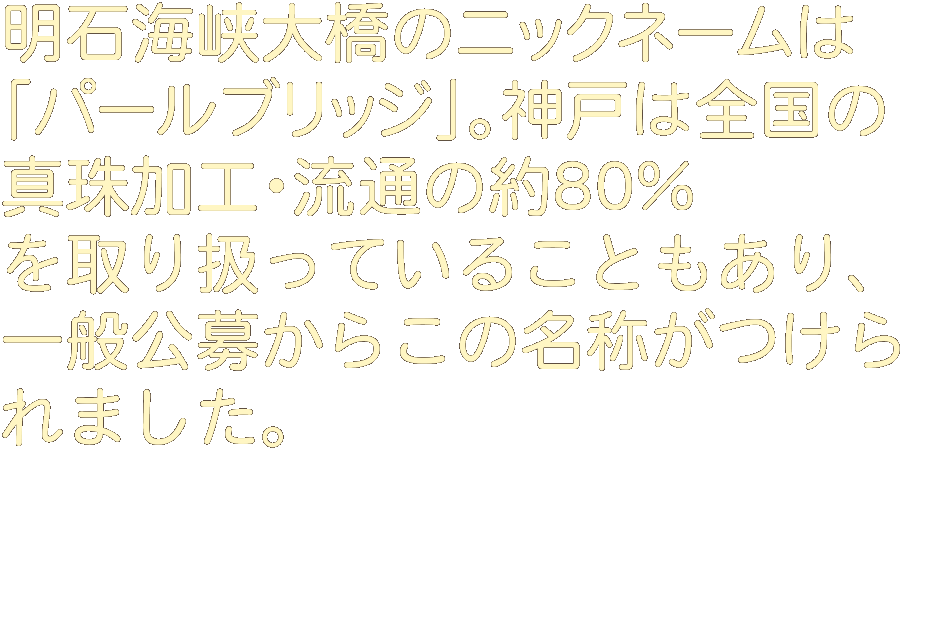 明石海峡大橋のニックネームは
「パールブリッジ」。神戸は全国の
真珠加工・流通の約80%
を取り扱っていることもあり、
一般公募からこの名称がつけら
れました。